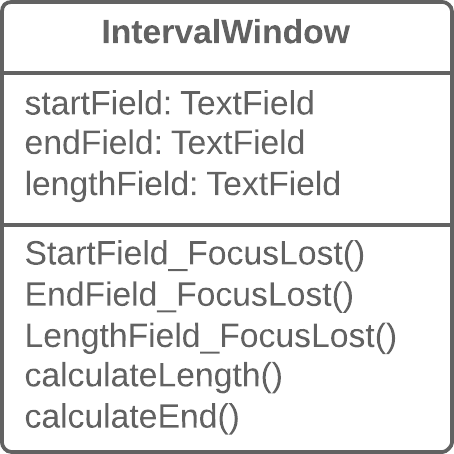 IntervalWindow
startField: TextField
endField: TextField
lengthField: TextField
StartField_FocusLost()
EndField_FocusLost()
LengthField_FocusLost()
calculateLength()
calculateEnd()